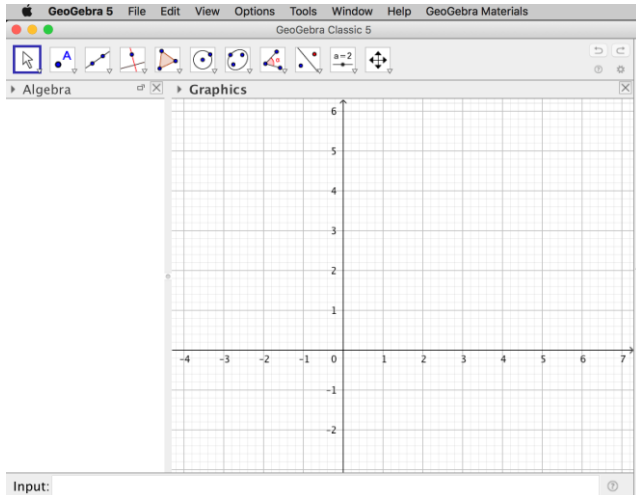 GeoGebra 5 File Edit View Options Tools Window Help GeoGebra Materials
GeoGebra Classic 5
A a=2
Algebra Graphics
6
5
4
3
2
1
-4 -3 -2 -1 0 1 2 3 4 5 6 7
-1
-2
Input: